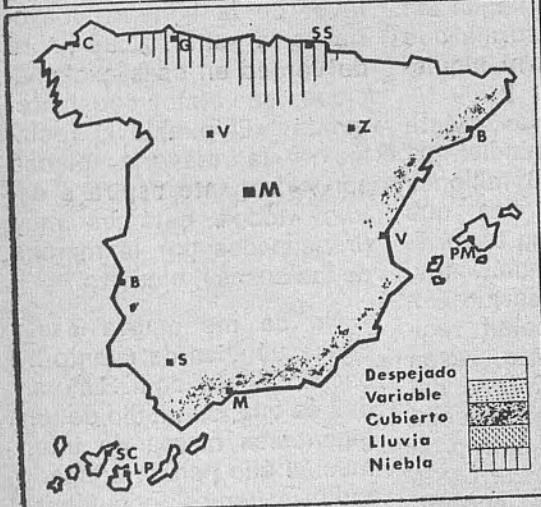 C G SS
V Z B
M
V
PM
B
S
M
SC
LP
Despejado
Variable
Cubierto
Lluvia
Niebla